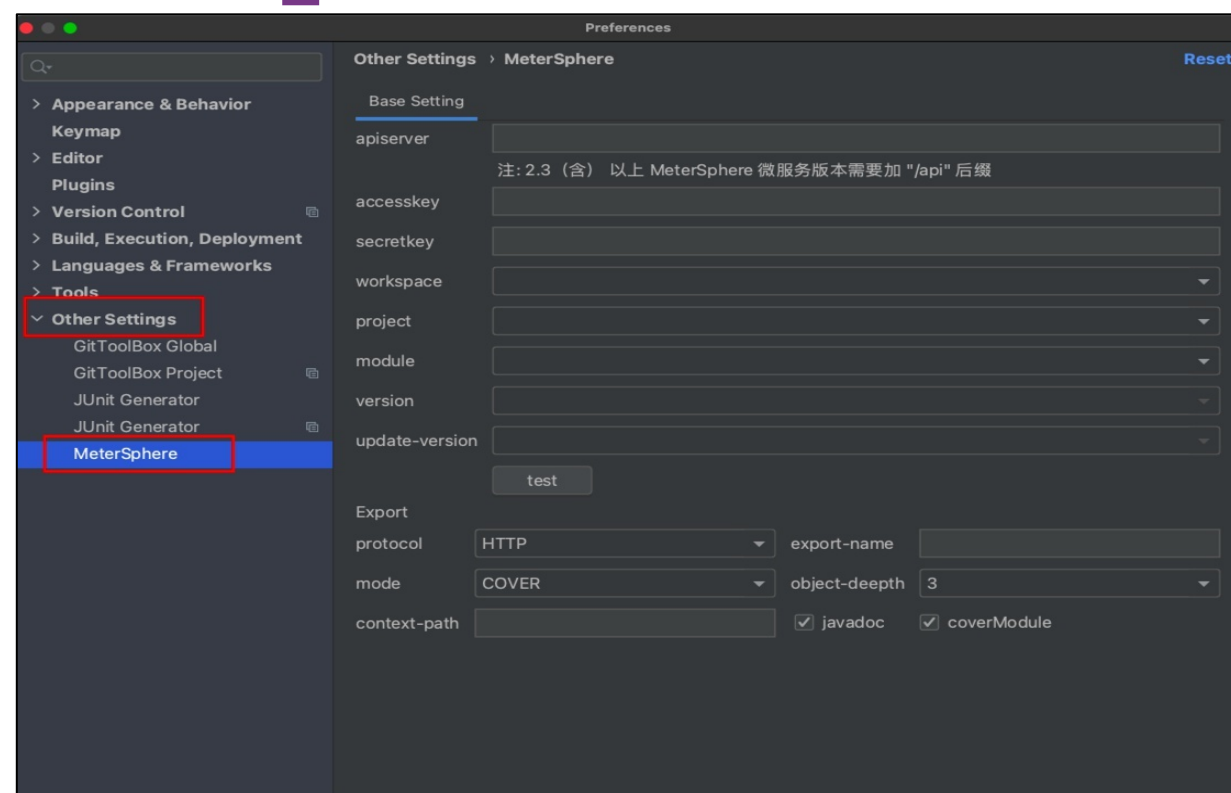 Preferences
Other Settings › MeterSphere
Reset
Appearance & Behavior
Keymap
Editor
Plugins
Version Control
Build, Execution, Deployment
Languages & Frameworks
Tools
Other Settings
GitToolBox Global
GitToolBox Project
JUnit Generator
JUnit Generator
MeterSphere
Base Setting
apiserver
注: 2.3（含） 以上 MeterSphere 微服务版本需要加 "/api" 后缀
accesskey
secretkey
workspace
project
module
version
update-version
test
Export
protocol HTTP export-name
mode COVER object-deepth 3
context-path javadoc coverModule